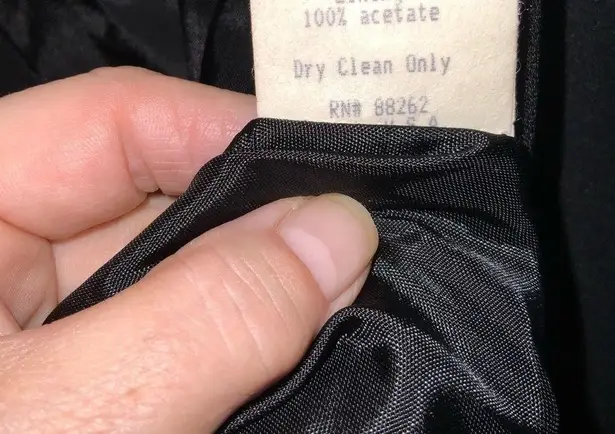 100% acetate
Dry Clean Only
RN# 88262
U.S.A.